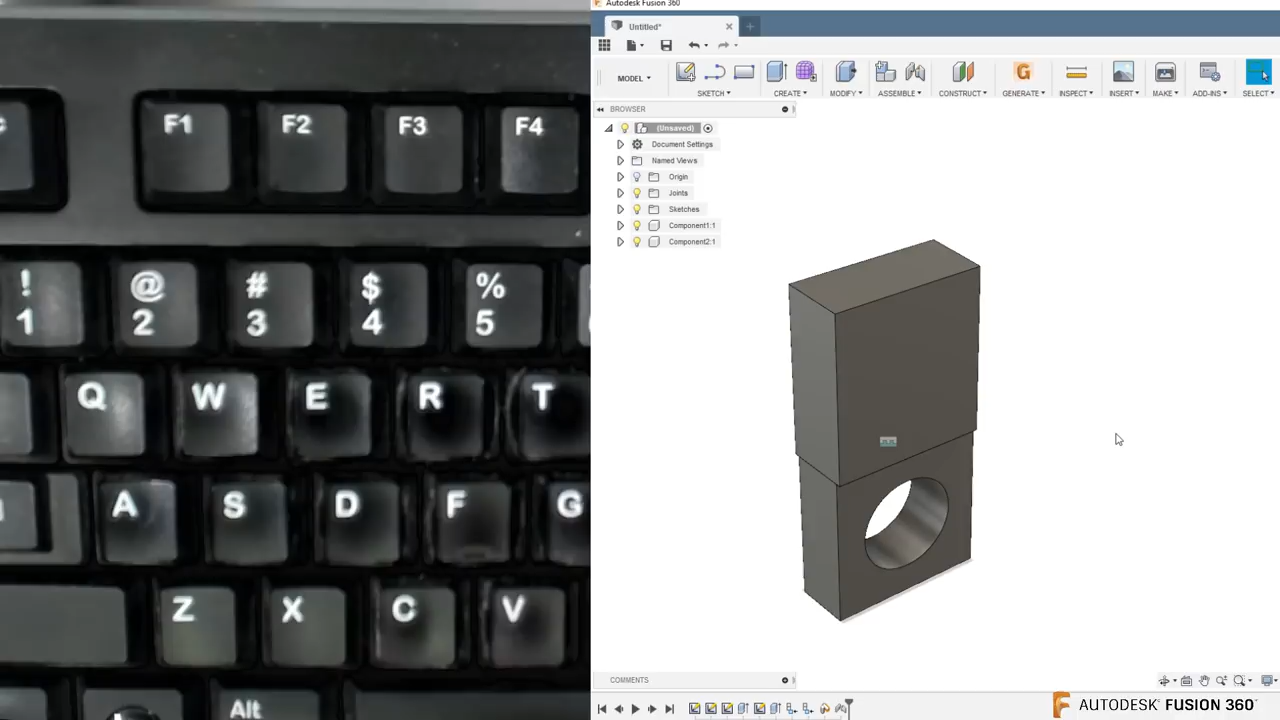 F1 F2 F3 F4
! @ # $ %
1 2 3 4 5
Q W E R T
A S D F G
Z X C V
Alt
Autodesk Fusion 360
Untitled*
MODEL
SKETCH
CREATE
MODIFY
ASSEMBLE
CONSTRUCT
GENERATE
INSPECT
INSERT
MAKE
ADD-INS
SELECT
BROWSER
(Unsaved)
Document Settings
Named Views
Origin
Joints
Sketches
Component1:1
Component2:1
COMMENTS
AUTODESK FUSION 360